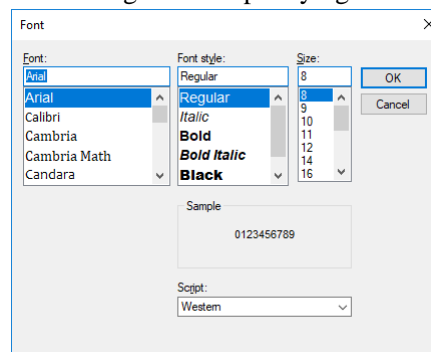 Font
Font:
Arial
Arial
Calibri
Cambria
Cambria Math
Candara
Font style:
Regular
Regular
Italic
Bold
Bold Italic
Black
Size:
8
8
9
10
11
12
14
16
OK
Cancel
Sample
0123456789
Script:
Western